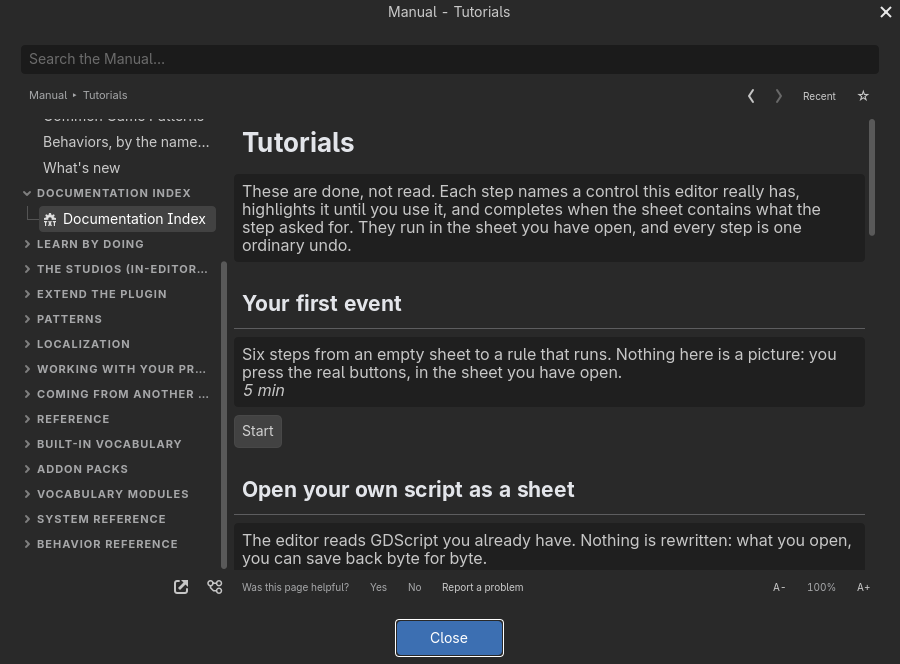 Manual - Tutorials
Search the Manual...
Manual ▸ Tutorials
Recent
Common Game Patterns
Behaviors, by the name...
What's new
DOCUMENTATION INDEX
Documentation Index
LEARN BY DOING
THE STUDIOS (IN-EDITOR...
EXTEND THE PLUGIN
PATTERNS
LOCALIZATION
WORKING WITH YOUR PR...
COMING FROM ANOTHER ...
REFERENCE
BUILT-IN VOCABULARY
ADDON PACKS
VOCABULARY MODULES
SYSTEM REFERENCE
BEHAVIOR REFERENCE
Tutorials
These are done, not read. Each step names a control this editor really has,
highlights it until you use it, and completes when the sheet contains what the
step asked for. They run in the sheet you have open, and every step is one
ordinary undo.
Your first event
Six steps from an empty sheet to a rule that runs. Nothing here is a picture: you
press the real buttons, in the sheet you have open.
5 min
Start
Open your own script as a sheet
The editor reads GDScript you already have. Nothing is rewritten: what you open,
you can save back byte for byte.
Was this page helpful? Yes No Report a problem A- 100% A+
Close